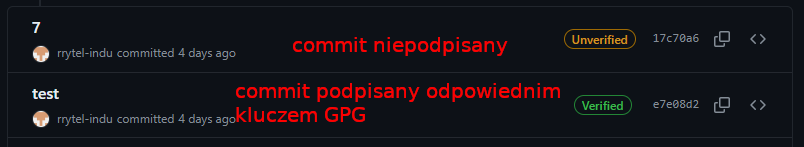 7
rrytel-indu committed 4 days ago
commit niepodpisany
Unverified
17c70a6
test
rrytel-indu committed 4 days ago
commit podpisany odpowiednim
kluczem GPG
Verified
e7e08d2